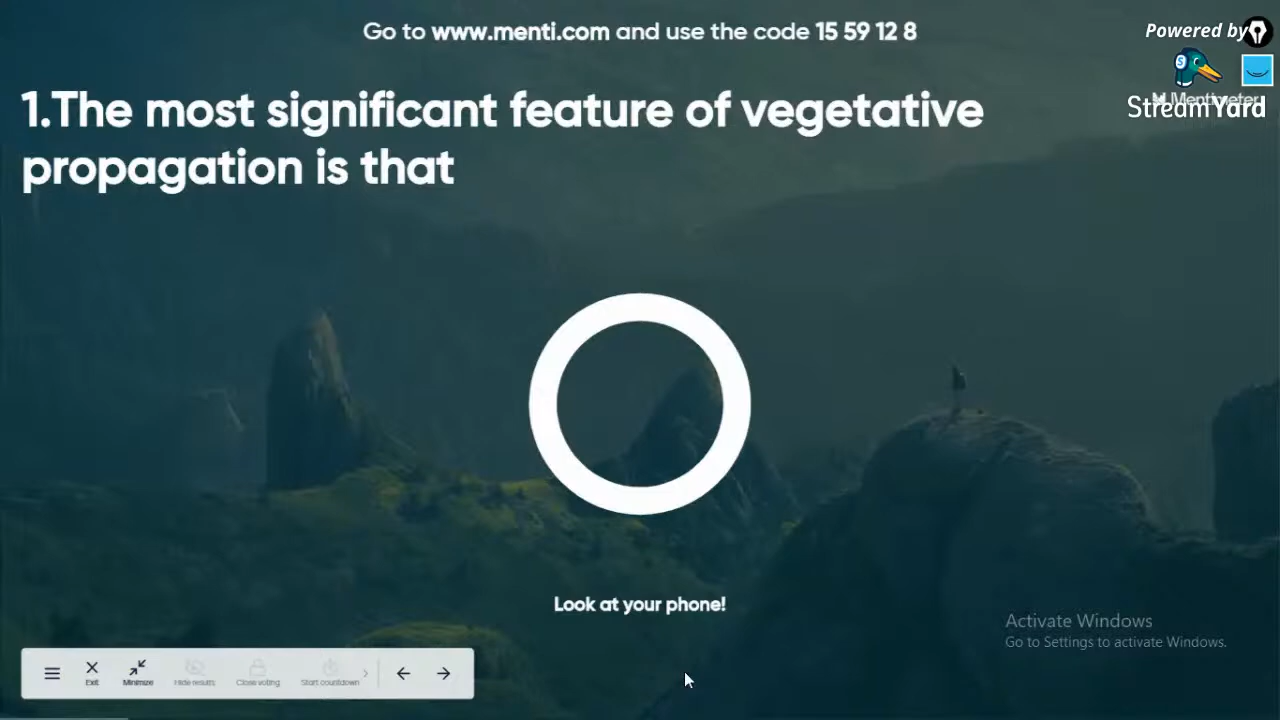 Go to www.menti.com and use the code 15 59 12 8
Powered by
Mentimeter
StreamYard
1.The most significant feature of vegetative
propagation is that
Look at your phone!
Activate Windows
Go to Settings to activate Windows.
Exit
Minimize
Hide results
Close voting
Start countdown